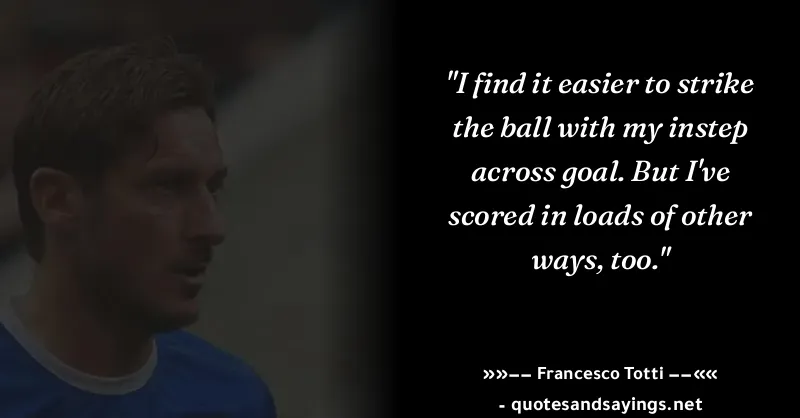 "I find it easier to strike
the ball with my instep
across goal. But I've
scored in loads of other
ways, too."
»»–– Francesco Totti ––««
- quotesandsayings.net